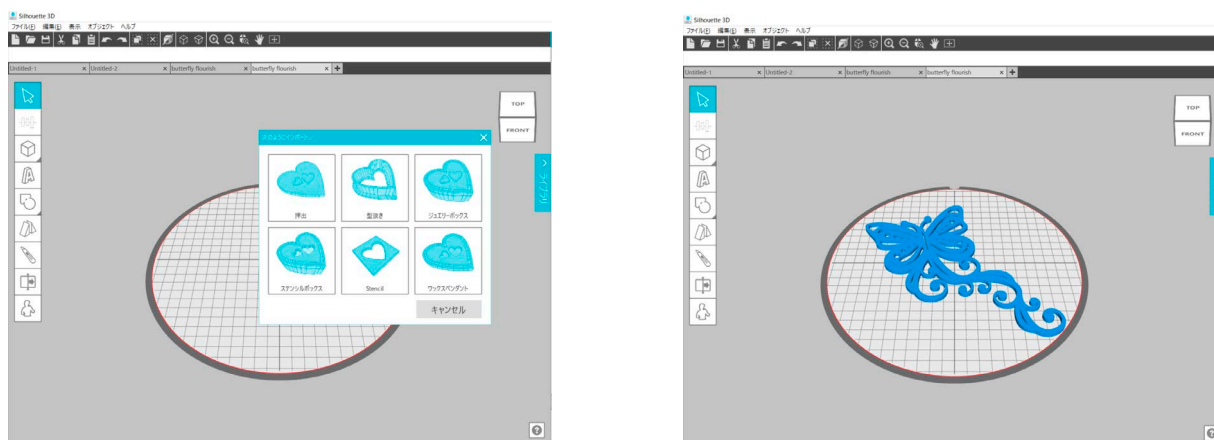 Silhouette 3D
ファイル(F) 編集(E) 表示 オブジェクト ヘルプ
Untitled-1 × Untitled-2 × butterfly flourish × butterfly flourish × +
TOP
FRONT
×
押出
型抜き
ジュエリーボックス
ステンシルボックス
Stencil
ワックスペンダント
キャンセル
ライブラリ
Silhouette 3D
ファイル(F) 編集(E) 表示 オブジェクト ヘルプ
Untitled-1 × Untitled-2 × butterfly flourish × butterfly flourish × +
TOP
FRONT